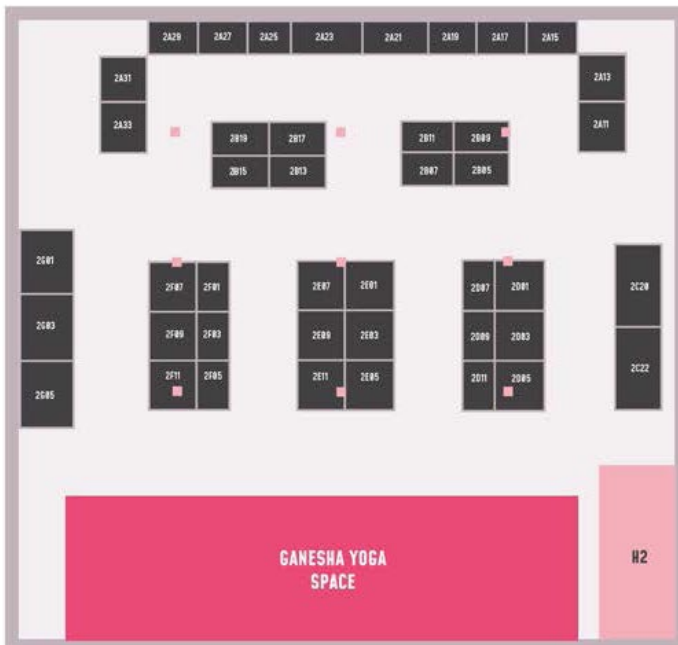 2A29 2A27 2A25 2A23 2A21 2A19 2A17 2A15
2A31
2A13
2A33
2A11
2B19 2B17
2B11 2B09
2B15 2B13
2B07 2B05
2G01
2G03
2G05
2F07 2F01
2F09 2F03
2F11 2F05
2E07 2E01
2E09 2E03
2E11 2E05
2D07 2D01
2D09 2D03
2D11 2D05
2C20
2C22
GANESHA YOGA
SPACE
H2